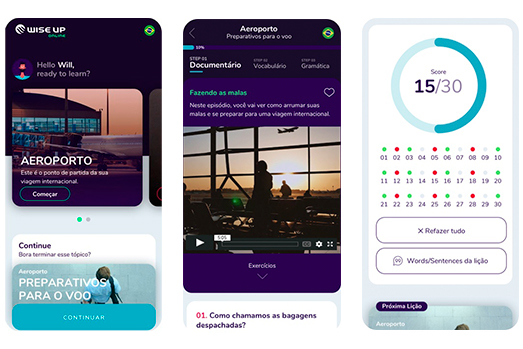 WISE UP
ONLINE
Hello Will,
ready to learn?
AEROPORTO
Este é o ponto de partida da sua
viagem internacional.
Começar
Continue
Bora terminar esse tópico?
Aeroporto
PREPARATIVOS
PARA O VOO
CONTINUAR
Aeroporto
Preparativos para o voo
10%
STEP 01
Documentário
STEP 02
Vocabulário
STEP 03
Gramática
Fazendo as malas
Neste episódio, você vai ver como arrumar suas
malas e se preparar para uma viagem internacional.
5:05
Exercícios
01. Como chamamos as bagagens
despachadas?
Score
15/30
01 02 03 04 05 06 07 08 09 10
11 12 13 14 15 16 17 18 19 20
21 22 23 24 25 26 27 28 29 30
Refazer tudo
Words/Sentences da lição
Próxima Lição
Aeroporto